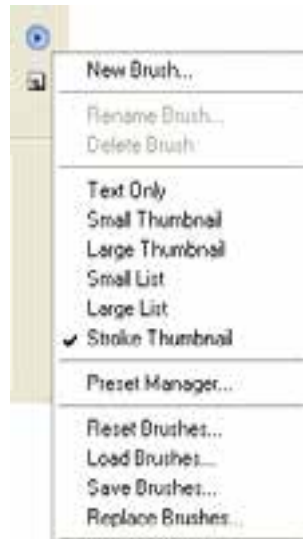 New Brush...
Rename Brush...
Delete Brush
Text Only
Small Thumbnail
Large Thumbnail
Small List
Large List
Stroke Thumbnail
Preset Manager...
Reset Brushes...
Load Brushes...
Save Brushes...
Replace Brushes...